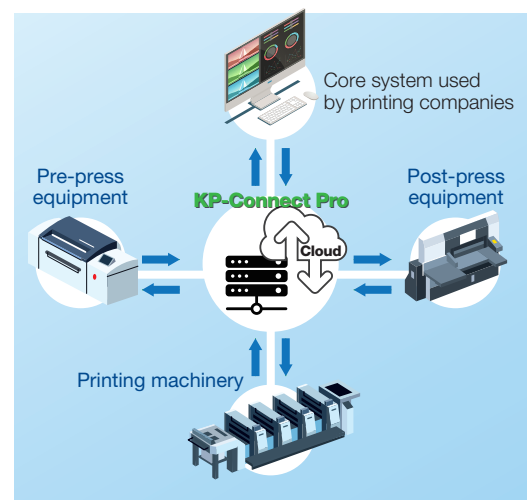 Core system used
by printing companies
Pre-press
equipment
Post-press
equipment
KP-Connect Pro
Cloud
Printing machinery